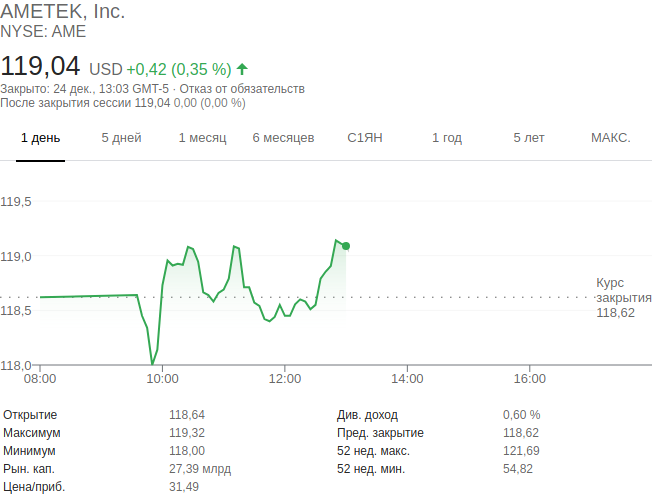 AMETEK, Inc.
NYSE: AME
119,04 USD +0,42 (0,35 %)
Закрыто: 24 дек., 13:03 GMT-5 · Отказ от обязательств
После закрытия сессии 119,04 0,00 (0,00 %)
1 день 5 дней 1 месяц 6 месяцев С1ЯН 1 год 5 лет МАКС.
119,5
119,0
118,5
118,0
Курс
закрытия
118,62
08:00 10:00 12:00 14:00 16:00
Открытие 118,64 Див. доход 0,60 %
Максимум 119,32 Пред. закрытие 118,62
Минимум 118,00 52 нед. макс. 121,69
Рын. кап. 27,39 млрд 52 нед. мин. 54,82
Цена/приб. 31,49